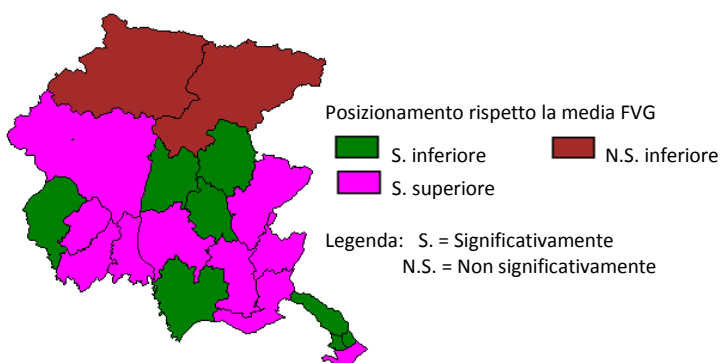 Posizionamento rispetto la media FVG
S. inferiore N.S. inferiore
S. superiore
Legenda: S. = Significativamente
N.S. = Non significativamente